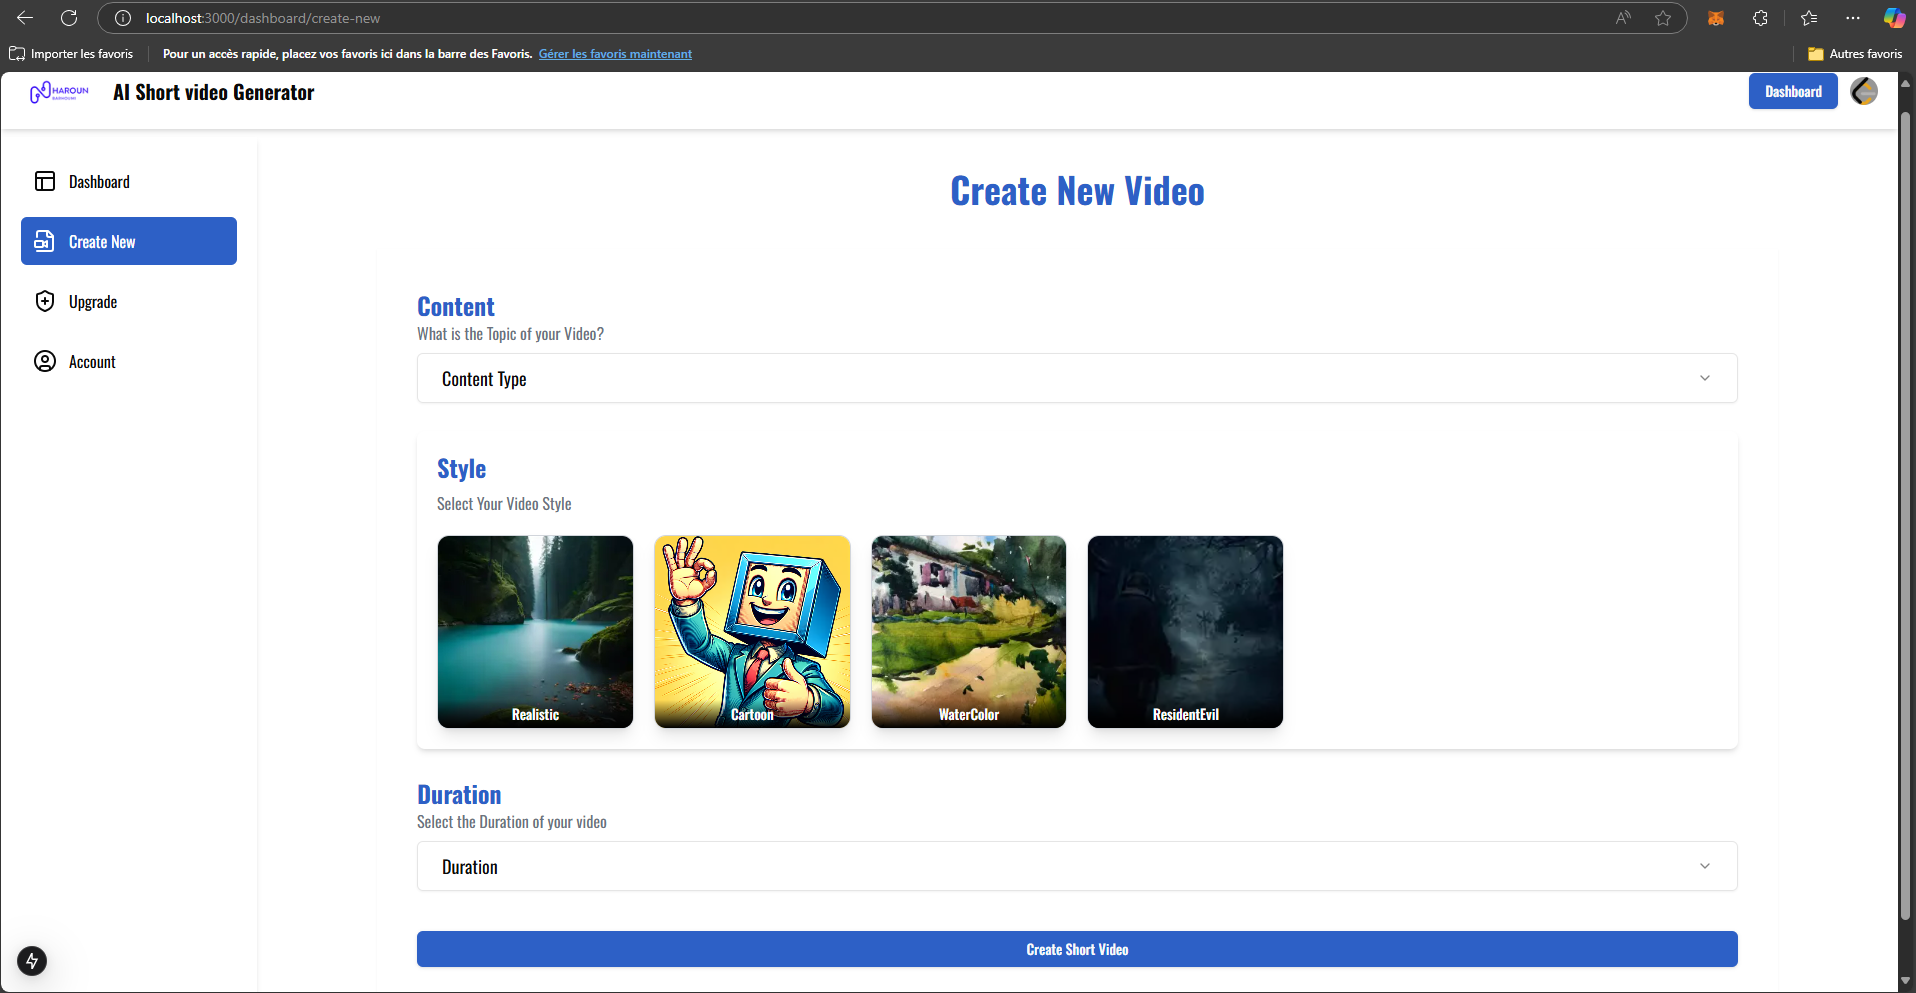 localhost:3000/dashboard/create-new
Importer les favoris
Pour un accès rapide, placez vos favoris ici dans la barre des Favoris. Gérer les favoris maintenant
Autres favoris
HAROUN
AI Short video Generator
Dashboard
Dashboard
Create New
Upgrade
Account
Create New Video
Content
What is the Topic of your Video?
Content Type
Style
Select Your Video Style
Realistic
Cartoon
WaterColor
ResidentEvil
Duration
Select the Duration of your video
Duration
Create Short Video